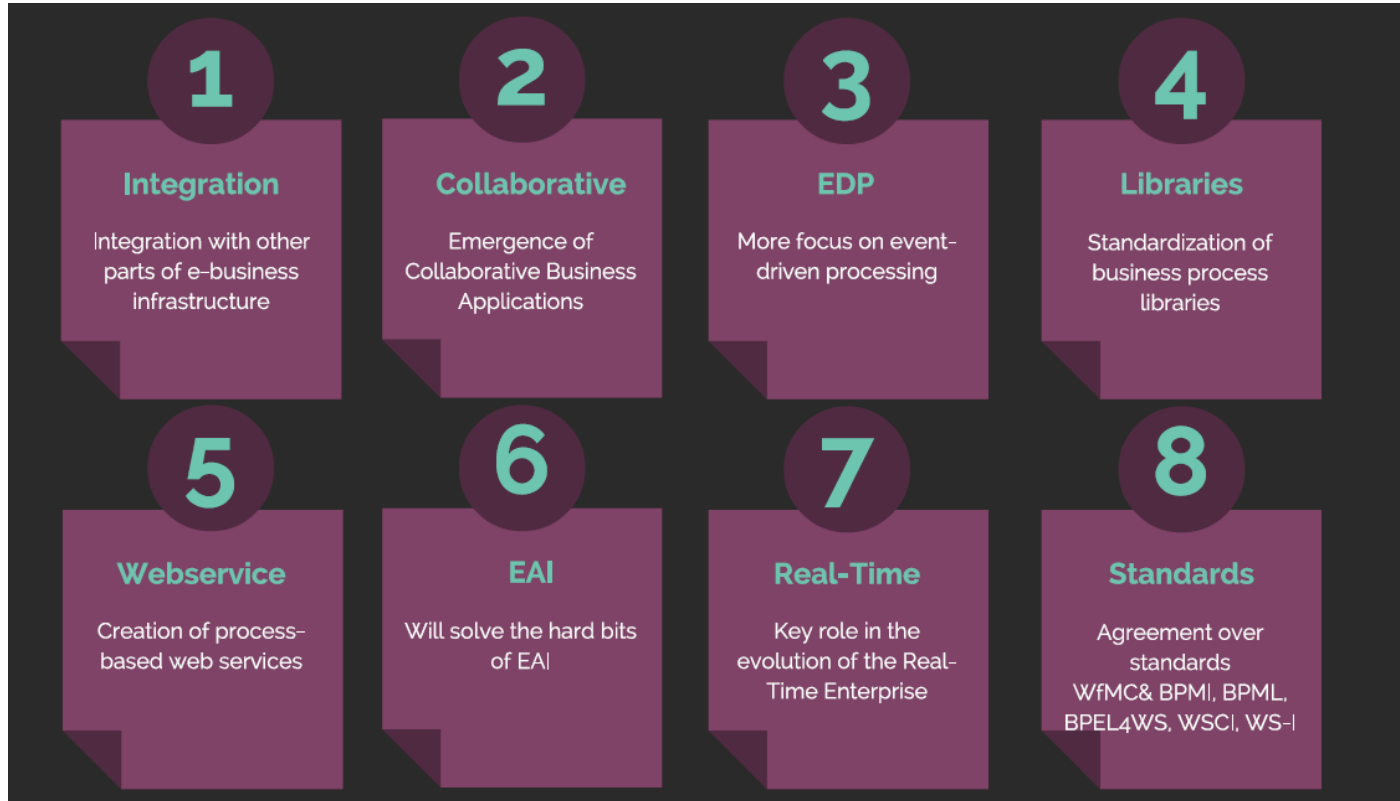 1
Integration
Integration with other
parts of e-business
infrastructure
2
Collaborative
Emergence of
Collaborative Business
Applications
3
EDP
More focus on event-
driven processing
4
Libraries
Standardization of
business process
libraries
5
Webservice
Creation of process-
based web services
6
EAI
Will solve the hard bits
of EAI
7
Real-Time
Key role in the
evolution of the Real-
Time Enterprise
8
Standards
Agreement over
standards
WfMC& BPMI, BPML,
BPEL4WS, WSCI, WS-I